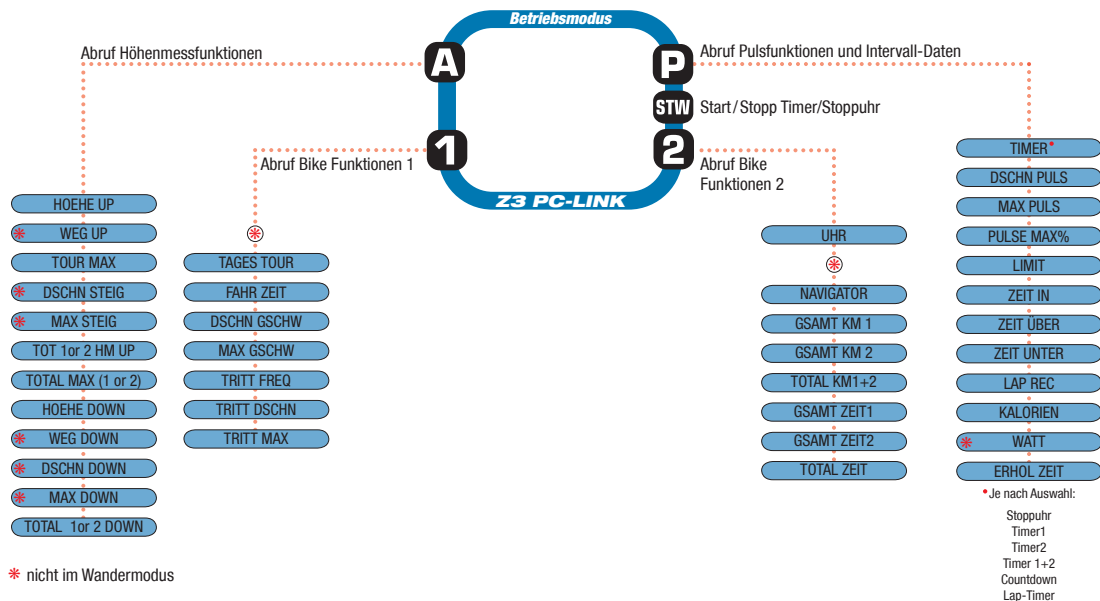 Betriebsmodus
Abruf Höhenmessfunktionen
A
P
Abruf Pulsfunktionen und Intervall-Daten
STW
Start/Stopp Timer/Stoppuhr
1
Abruf Bike Funktionen 1
2
Abruf Bike
Funktionen 2
Z3 PC-LINK
HOEHE UP
* WEG UP
TOUR MAX
* DSCHN STEIG
* MAX STEIG
TOT 1or 2 HM UP
TOTAL MAX (1 or 2)
HOEHE DOWN
* WEG DOWN
* DSCHN DOWN
* MAX DOWN
TOTAL 1or 2 DOWN
* nicht im Wandermodus
*
TAGES TOUR
FAHR ZEIT
DSCHN GSCHW
MAX GSCHW
TRITT FREQ
TRITT DSCHN
TRITT MAX
UHR
*
NAVIGATOR
GSAMT KM 1
GSAMT KM 2
TOTAL KM1+2
GSAMT ZEIT1
GSAMT ZEIT2
TOTAL ZEIT
TIMER•
DSCHN PULS
MAX PULS
PULSE MAX%
LIMIT
ZEIT IN
ZEIT ÜBER
ZEIT UNTER
LAP REC
KALORIEN
* WATT
ERHOL ZEIT
•Je nach Auswahl:
Stoppuhr
Timer1
Timer2
Timer 1+2
Countdown
Lap-Timer